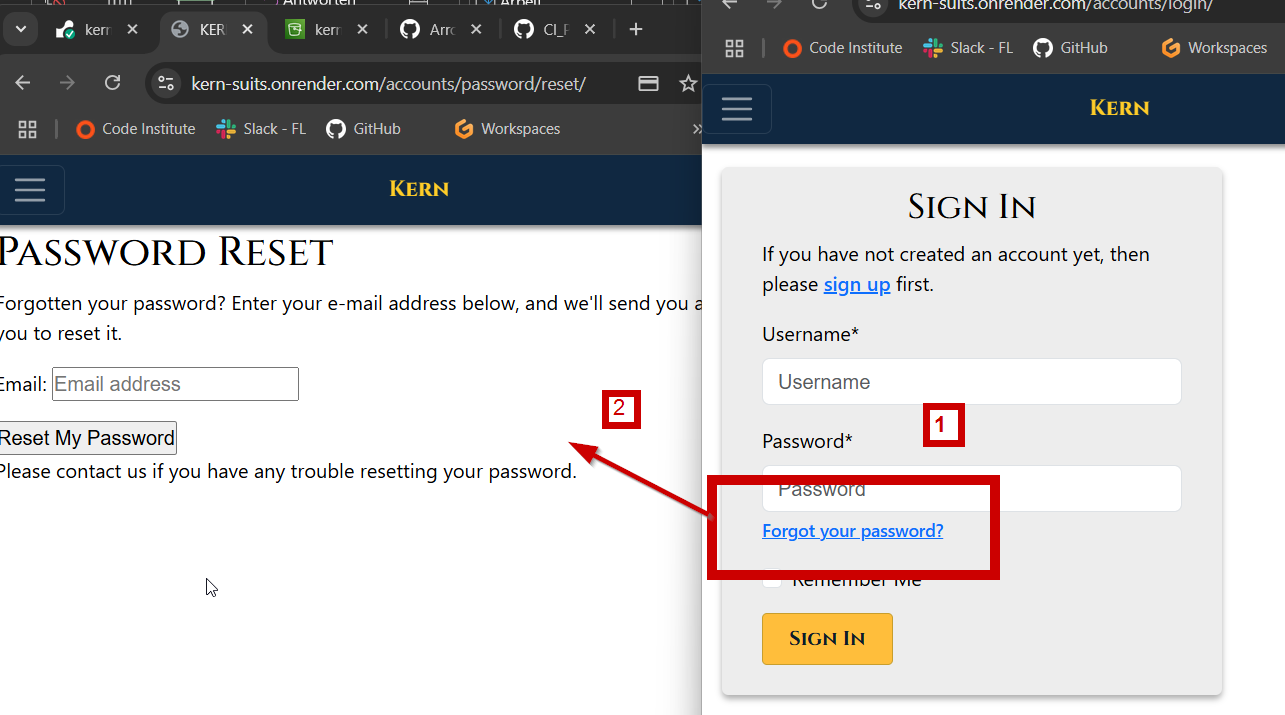 Antworten
kern
KER
kern
Arro
CI_F
kern-suits.onrender.com/accounts/password/reset/
Code Institute
Slack - FL
GitHub
Workspaces
»
Kern
Password Reset
Forgotten your password? Enter your e-mail address below, and we'll send you a
you to reset it.
Email: Email address
Reset My Password
Please contact us if you have any trouble resetting your password.
2
kern-suits.onrender.com/accounts/login/
Code Institute
Slack - FL
GitHub
Workspaces
Kern
Sign In
If you have not created an account yet, then
please sign up first.
Username*
Username
1
Password*
Password
Forgot your password?
Remember Me
Sign In